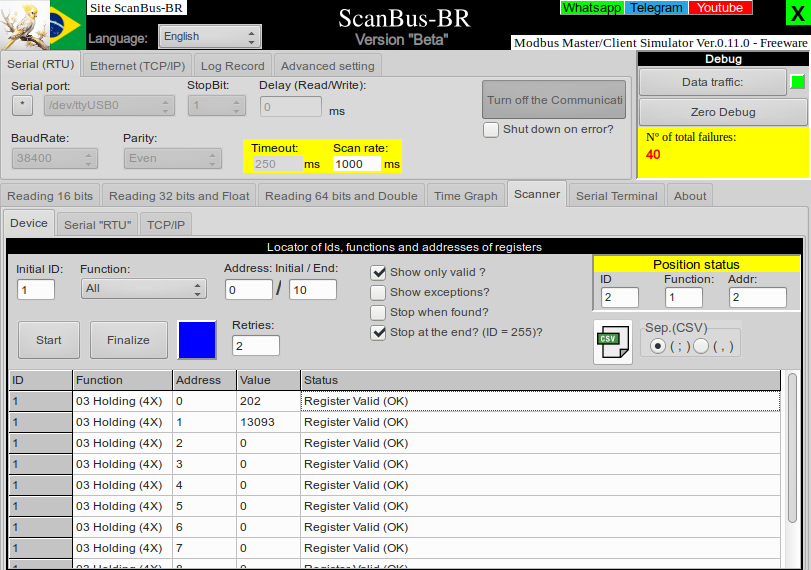 Site ScanBus-BR
ScanBus-BR
Whatsapp Telegram Youtube
X
Language: English
Version "Beta"
Modbus Master/Client Simulator Ver.0.11.0 - Freeware
Serial (RTU) Ethernet (TCP/IP) Log Record Advanced setting
Debug
Serial port: StopBit: Delay (Read/Write):
Data traffic:
* /dev/ttyUSB0 1 0 ms
Turn off the Communicati
Zero Debug
Shut down on error?
BaudRate: Parity:
Timeout: Scan rate:
Nº of total failures:
38400 Even 250 ms 1000 ms
40
Reading 16 bits Reading 32 bits and Float Reading 64 bits and Double Time Graph Scanner Serial Terminal About
Device Serial "RTU" TCP/IP
Locator of Ids, functions and addresses of registers
Initial ID: Function: Address: Initial / End:
1 All 0 / 10
Show only valid ?
Show exceptions?
Stop when found?
Stop at the end? (ID = 255)?
Position status
ID Function: Addr:
2 1 2
Start Finalize
Retries:
2
CSV
Sep.(CSV)
( ; ) ( , )
ID Function Address Value Status
1 03 Holding (4X) 0 202 Register Valid (OK)
1 03 Holding (4X) 1 13093 Register Valid (OK)
1 03 Holding (4X) 2 0 Register Valid (OK)
1 03 Holding (4X) 3 0 Register Valid (OK)
1 03 Holding (4X) 4 0 Register Valid (OK)
1 03 Holding (4X) 5 0 Register Valid (OK)
1 03 Holding (4X) 6 0 Register Valid (OK)
1 03 Holding (4X) 7 0 Register Valid (OK)